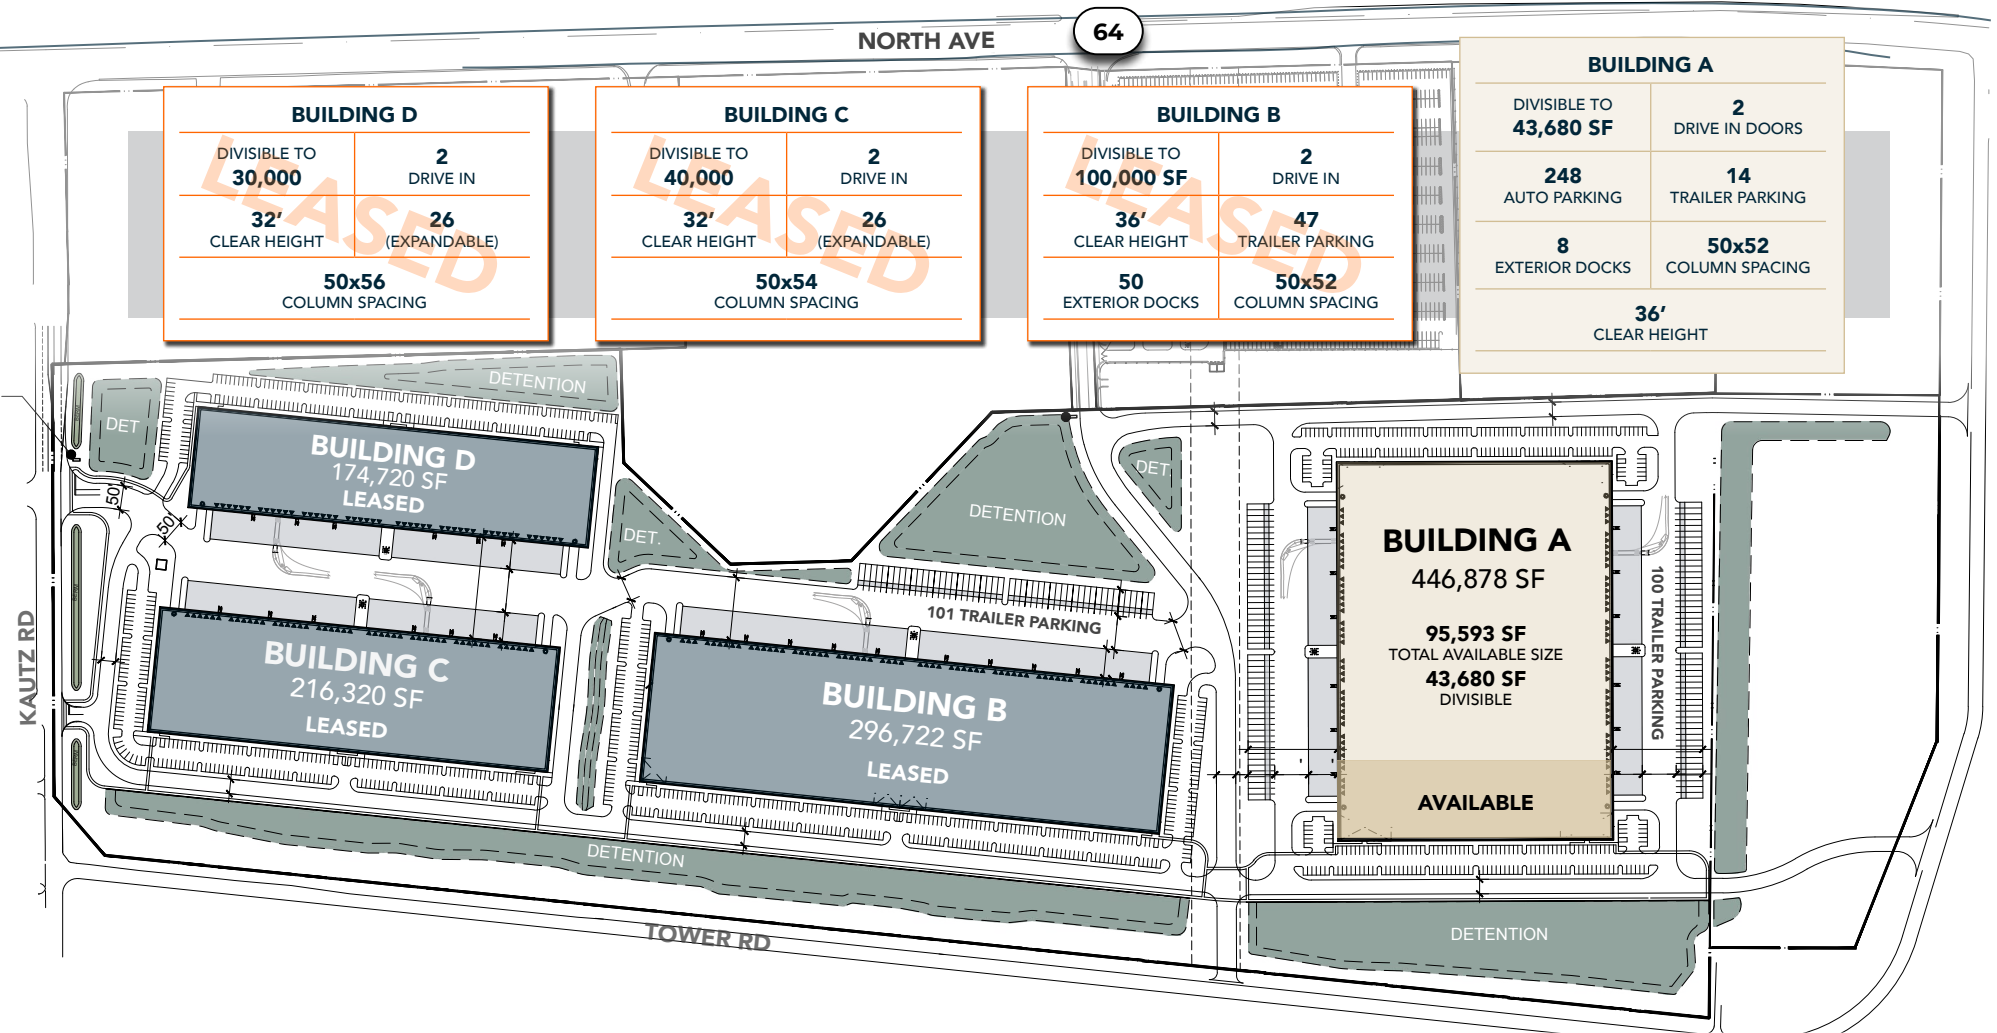 NORTH AVE
64
BUILDING D
DIVISIBLE TO
30,000
2
DRIVE IN
32’
CLEAR HEIGHT
26
(EXPANDABLE)
50x56
COLUMN SPACING
LEASED
BUILDING C
DIVISIBLE TO
40,000
2
DRIVE IN
32’
CLEAR HEIGHT
26
(EXPANDABLE)
50x54
COLUMN SPACING
LEASED
BUILDING B
DIVISIBLE TO
100,000 SF
2
DRIVE IN
36’
CLEAR HEIGHT
47
TRAILER PARKING
50
EXTERIOR DOCKS
50x52
COLUMN SPACING
LEASED
BUILDING A
DIVISIBLE TO
43,680 SF
2
DRIVE IN DOORS
248
AUTO PARKING
14
TRAILER PARKING
8
EXTERIOR DOCKS
50x52
COLUMN SPACING
36’
CLEAR HEIGHT
DETENTION
DET
BUILDING D
174,720 SF
LEASED
50'
50'
DET.
DETENTION
DET.
101 TRAILER PARKING
BUILDING C
216,320 SF
LEASED
BUILDING B
296,722 SF
LEASED
BUILDING A
446,878 SF
95,593 SF
TOTAL AVAILABLE SIZE
43,680 SF
DIVISIBLE
AVAILABLE
100 TRAILER PARKING
KAUTZ RD
DETENTION
DETENTION
TOWER RD